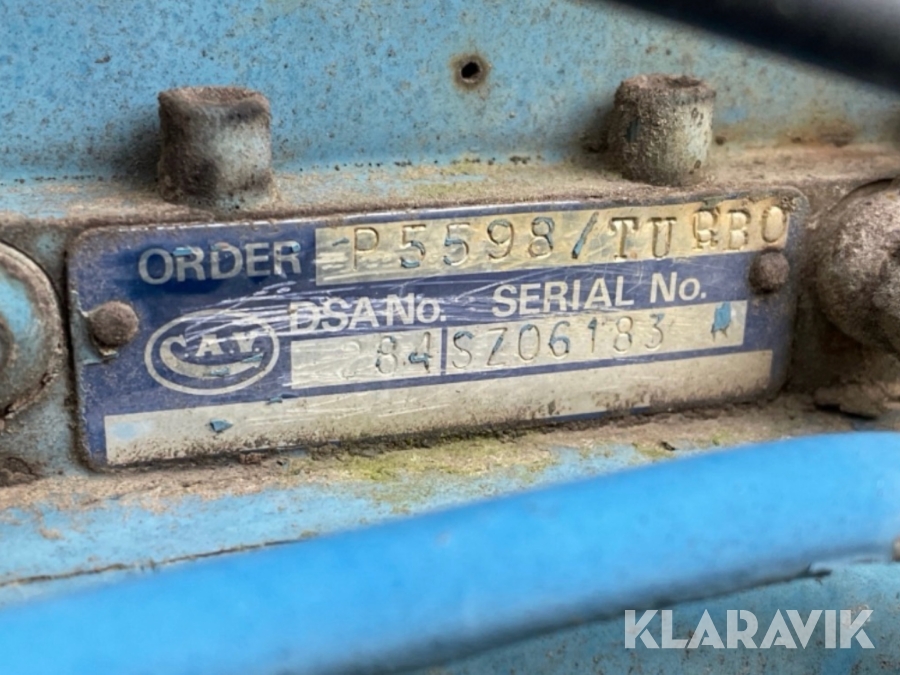 ORDER P5598/TURBO
DSA No. SERIAL No.
C.A.V. 284 SZ06183
KLARAVIK